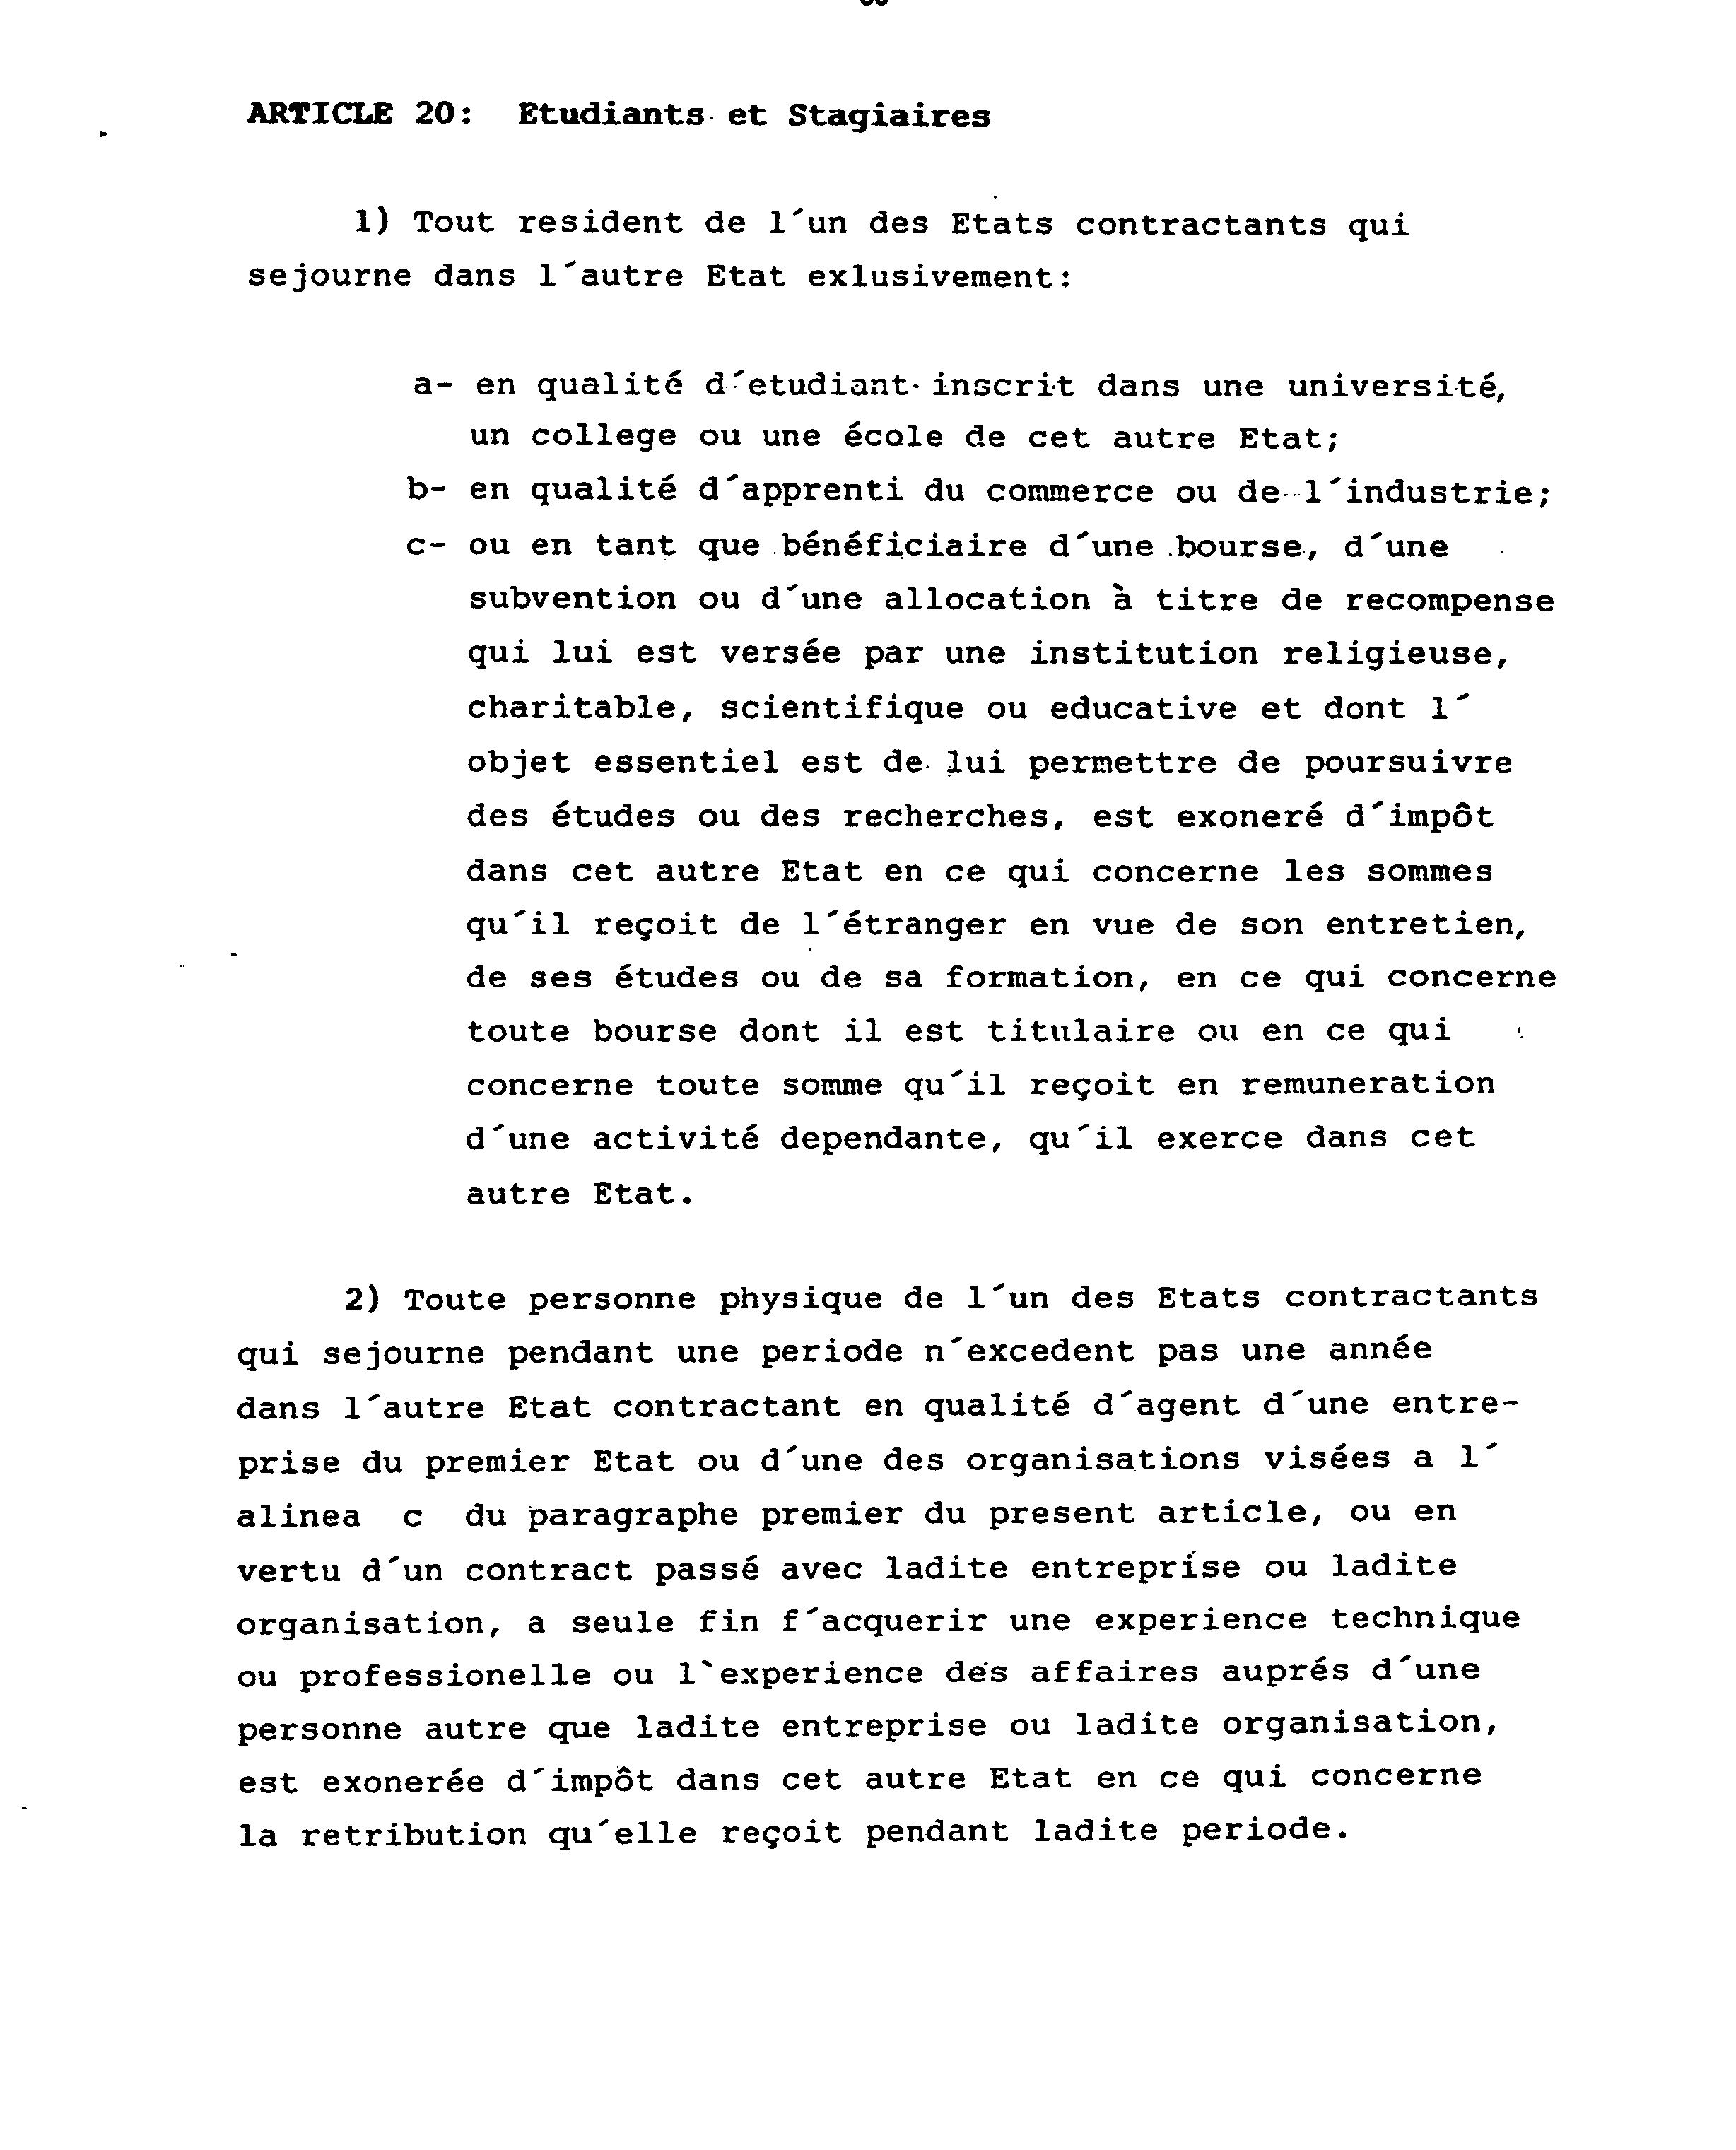 ARTICLE 20: Etudiants et Stagiaires
1) Tout resident de l´un des Etats contractants qui
sejourne dans l´autre Etat exlusivement:
a- en qualité d´etudiant inscrit dans une université,
un college ou une école de cet autre Etat;
b- en qualité d´apprenti du commerce ou de l´industrie;
c- ou en tant que bénéficiaire d´une bourse, d´une
subvention ou d´une allocation à titre de recompense
qui lui est versée par une institution religieuse,
charitable, scientifique ou educative et dont l´
objet essentiel est de lui permettre de poursuivre
des études ou des recherches, est exoneré d´impôt
dans cet autre Etat en ce qui concerne les sommes
qu´il reçoit de l´étranger en vue de son entretien,
de ses études ou de sa formation, en ce qui concerne
toute bourse dont il est titulaire ou en ce qui
concerne toute somme qu´il reçoit en remuneration
d´une activité dependante, qu´il exerce dans cet
autre Etat.
2) Toute personne physique de l´un des Etats contractants
qui sejourne pendant une periode n´excedent pas une année
dans l´autre Etat contractant en qualité d´agent d´une entre-
prise du premier Etat ou d´une des organisations visées a l´
alinea c du paragraphe premier du present article, ou en
vertu d´un contract passé avec ladite entreprise ou ladite
organisation, a seule fin f´acquerir une experience technique
ou professionelle ou l`experience des affaires auprés d´une
personne autre que ladite entreprise ou ladite organisation,
est exonerée d´impôt dans cet autre Etat en ce qui concerne
la retribution qu´elle reçoit pendant ladite periode.